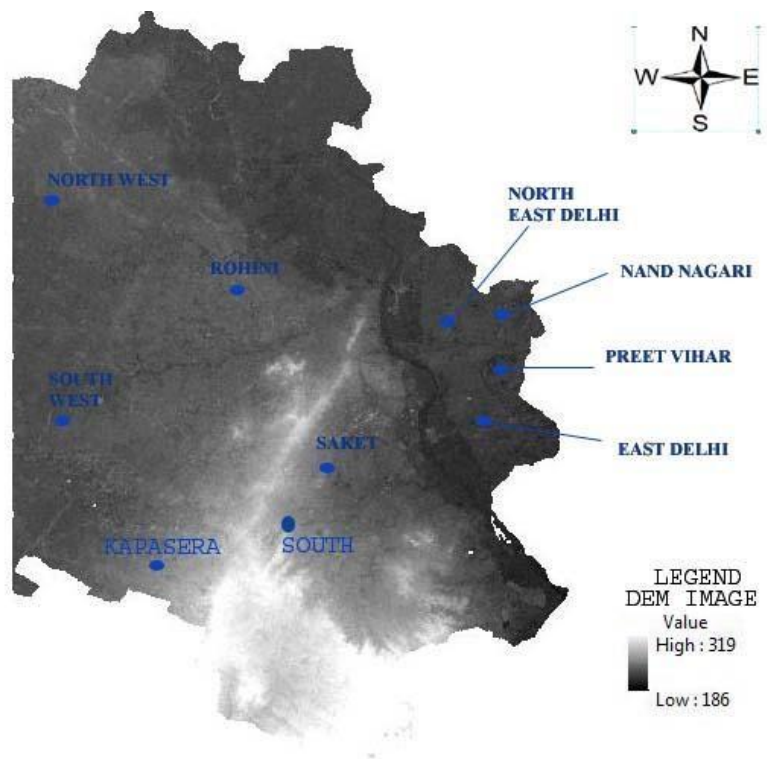 N
W E
S
NORTH WEST
NORTH
EAST DELHI
ROHINI
NAND NAGARI
PREET VIHAR
SOUTH
WEST
SAKET
EAST DELHI
KAPASERA
SOUTH
LEGEND
DEM IMAGE
Value
High : 319
Low : 186